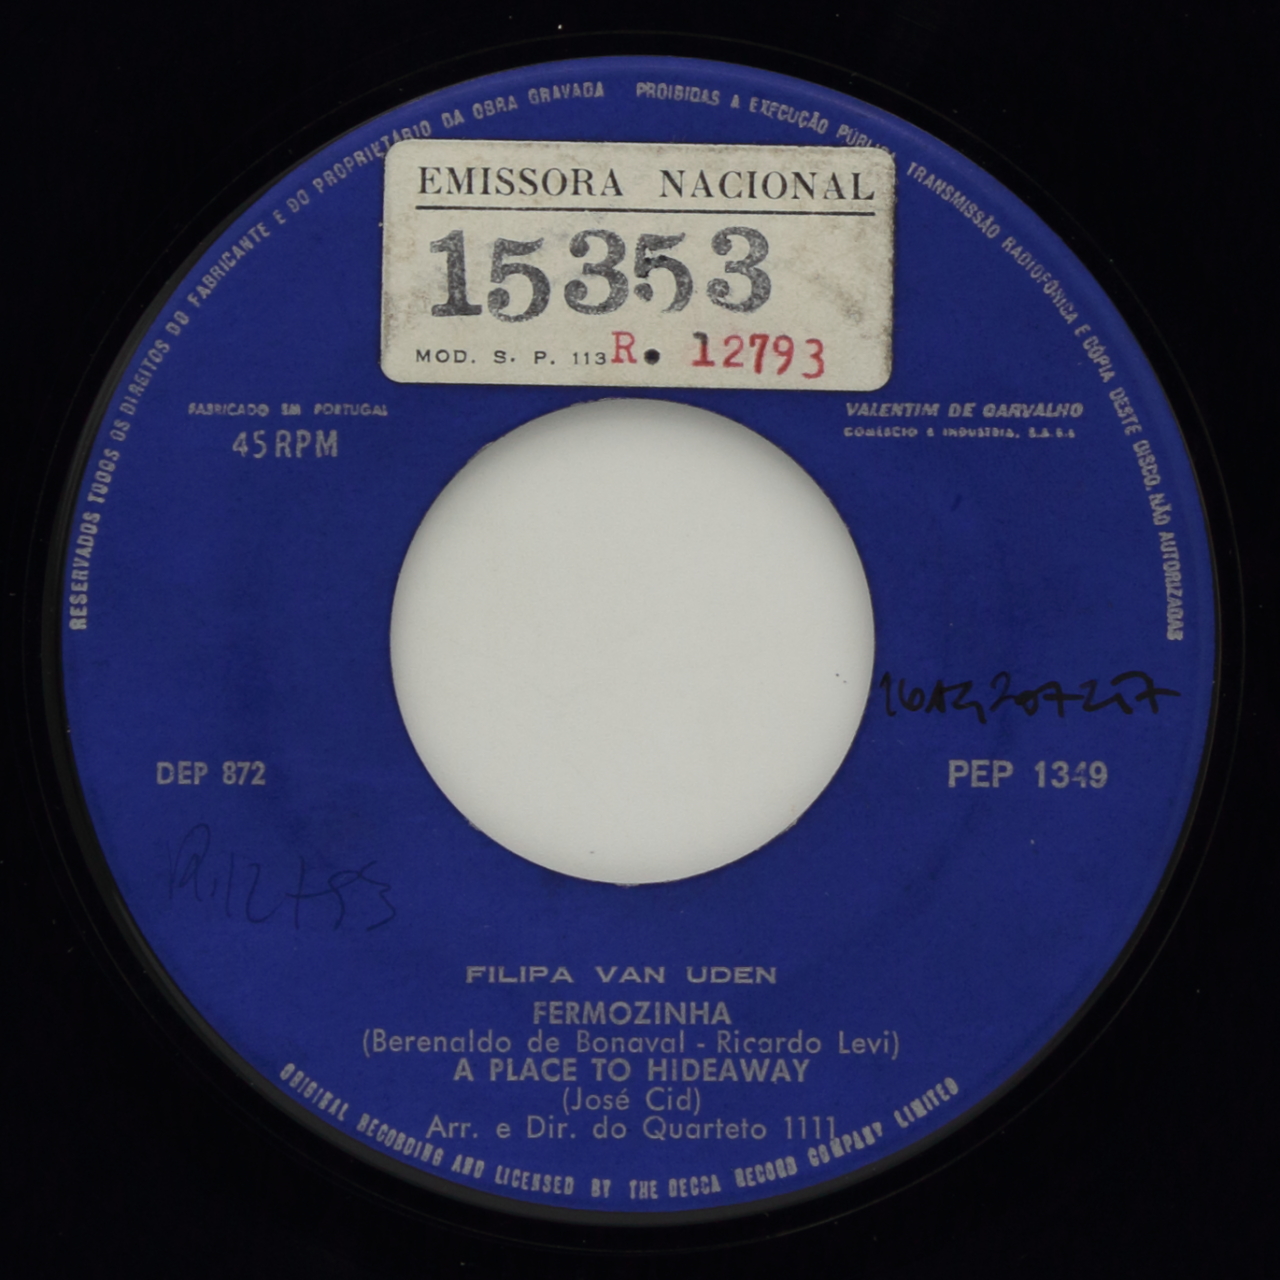 RESERVADOS TODOS OS DIREITOS DO FABRICANTE E DO PROPRIETÁRIO DA OBRA GRAVADA PROIBIDAS A EXECUÇÃO PÚBLICA TRANSMISSÃO RADIOFÓNICA E CÓPIA DESTE DISCO, NÃO AUTORIZADAS
EMISSORA NACIONAL
15353
MOD. S. P. 113 R. 12793
FABRICADO EM PORTUGAL
45 RPM
VALENTIM DE CARVALHO
COMÉRCIO E INDÚSTRIA, S.A.R.L
DEP 872
PEP 1349
R.12793
FILIPA VAN UDEN
FERMOZINHA
(Berenaldo de Bonaval - Ricardo Levi)
A PLACE TO HIDEAWAY
(José Cid)
Arr. e Dir. do Quarteto 1111
ORIGINAL RECORDING AND LICENSED BY THE DECCA RECORD COMPANY LIMITED